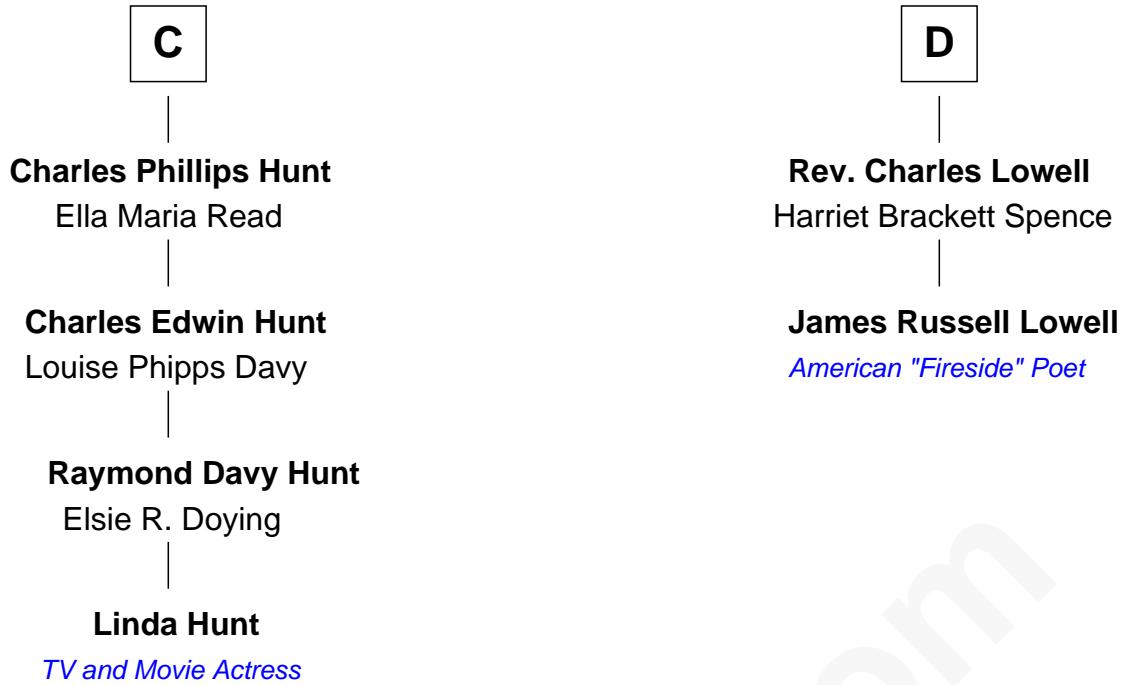 C
Charles Phillips Hunt
Ella Maria Read
Charles Edwin Hunt
Louise Phipps Davy
Raymond Davy Hunt
Elsie R. Doying
Linda Hunt
TV and Movie Actress
D
Rev. Charles Lowell
Harriet Brackett Spence
James Russell Lowell
American "Fireside" Poet
om